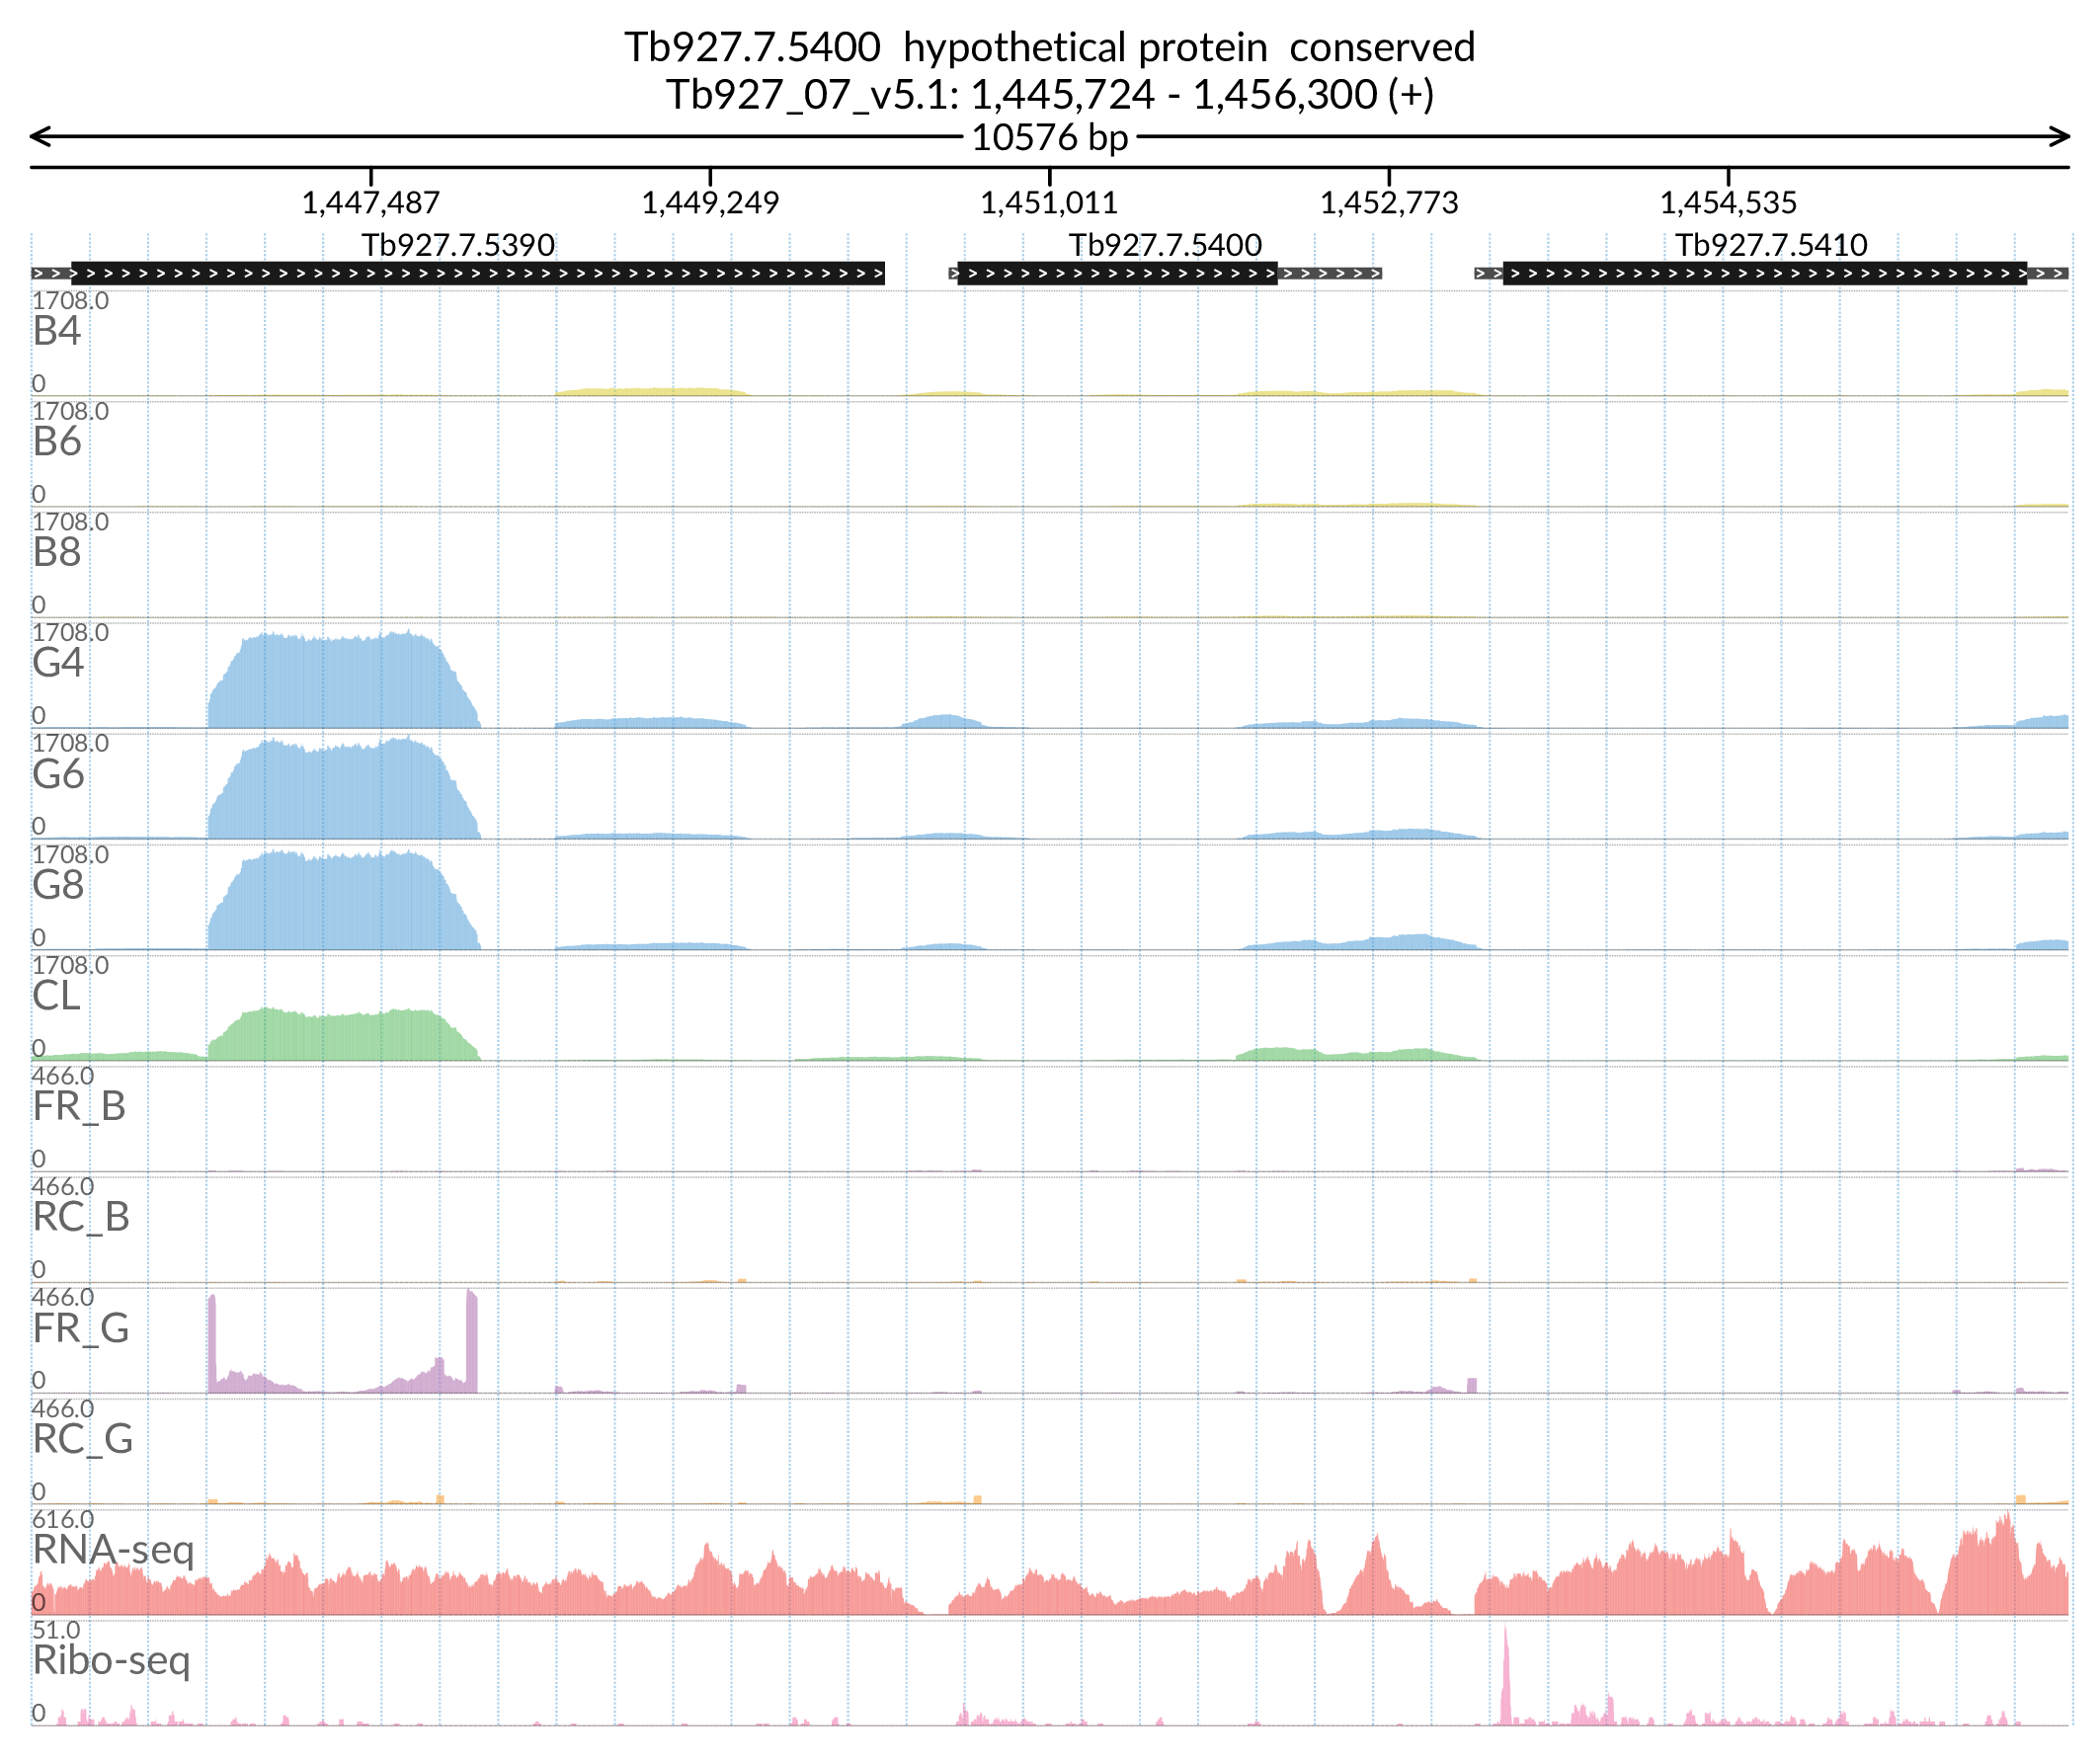 Tb927.7.5400 hypothetical protein conserved
Tb927_07_v5.1: 1,445,724 - 1,456,300 (+)
10576 bp
1,447,487 1,449,249 1,451,011 1,452,773 1,454,535
Tb927.7.5390 Tb927.7.5400 Tb927.7.5410
1708.0
B4
0
1708.0
B6
0
1708.0
B8
0
1708.0
G4
0
1708.0
G6
0
1708.0
G8
0
1708.0
CL
0
466.0
FR_B
0
466.0
RC_B
0
466.0
FR_G
0
466.0
RC_G
0
616.0
RNA-seq
0
51.0
Ribo-seq
0